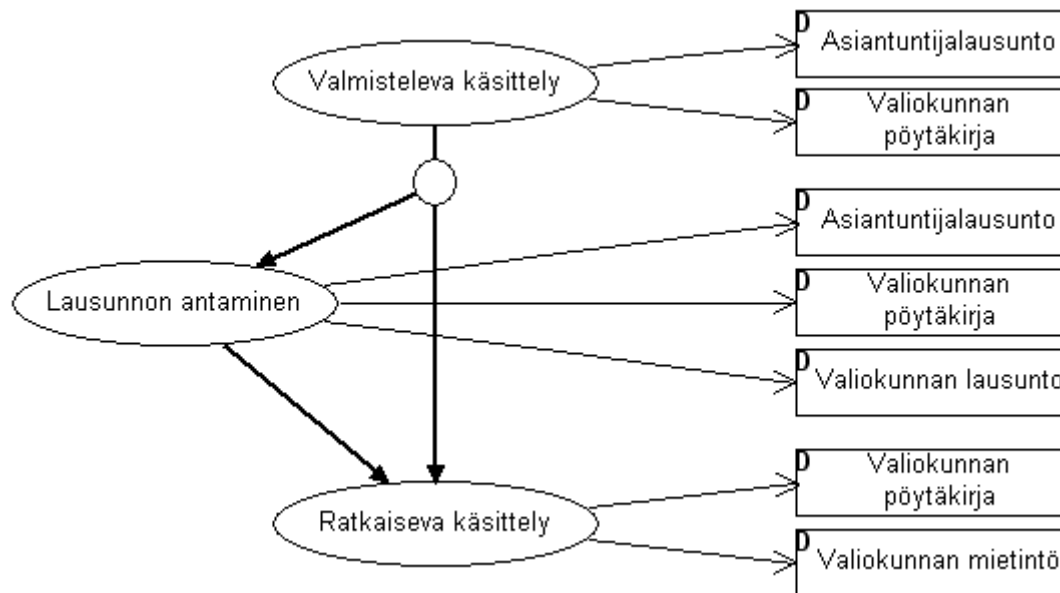 D
Asiantuntijalausunto
Valmisteleva käsittely
D
Valiokunnan
pöytäkirja
D
Asiantuntijalausunto
Lausunnon antaminen
D
Valiokunnan
pöytäkirja
D
Valiokunnan lausunto
D
Valiokunnan
pöytäkirja
Ratkaiseva käsittely
D
Valiokunnan mietintö